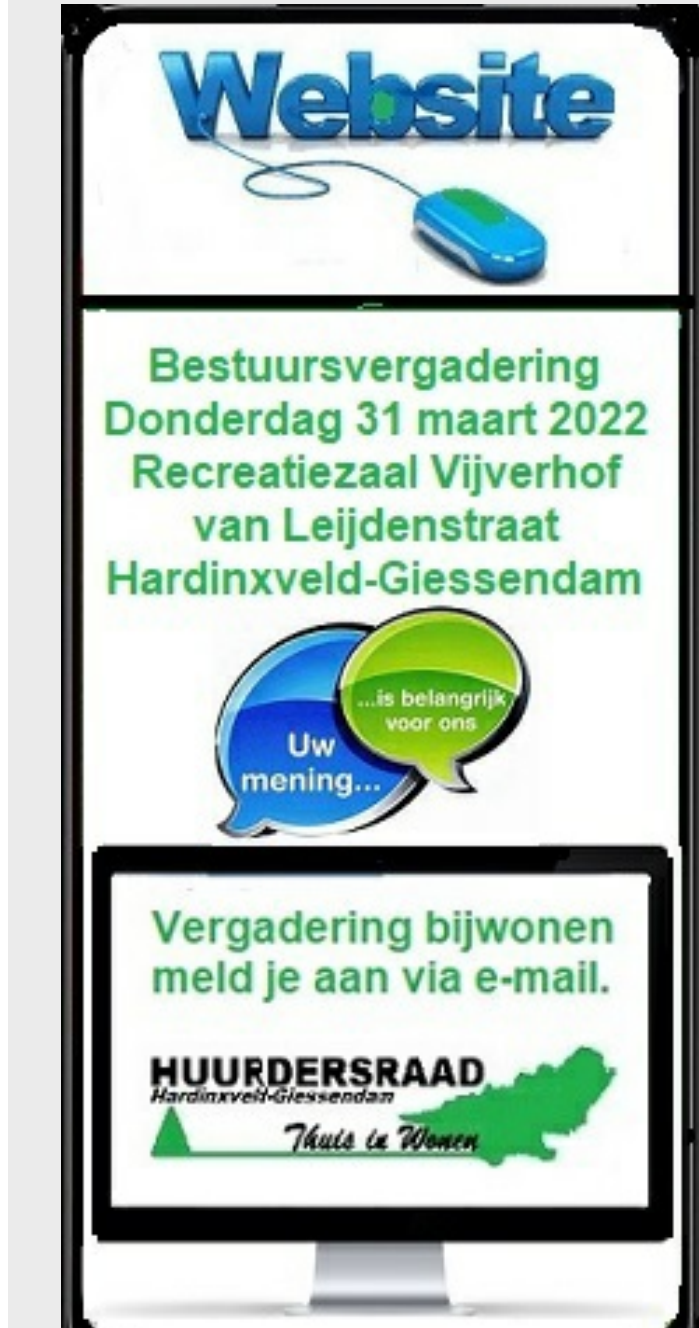 Website
Bestuursvergadering
Donderdag 31 maart 2022
Recreatiezaal Vijverhof
van Leijdenstraat
Hardinxveld-Giessendam
Uw
mening...
...is belangrijk
voor ons
Vergadering bijwonen
meld je aan via e-mail.
HUURDERSRAAD
Hardinxveld-Giessendam
Thuis in Wonen